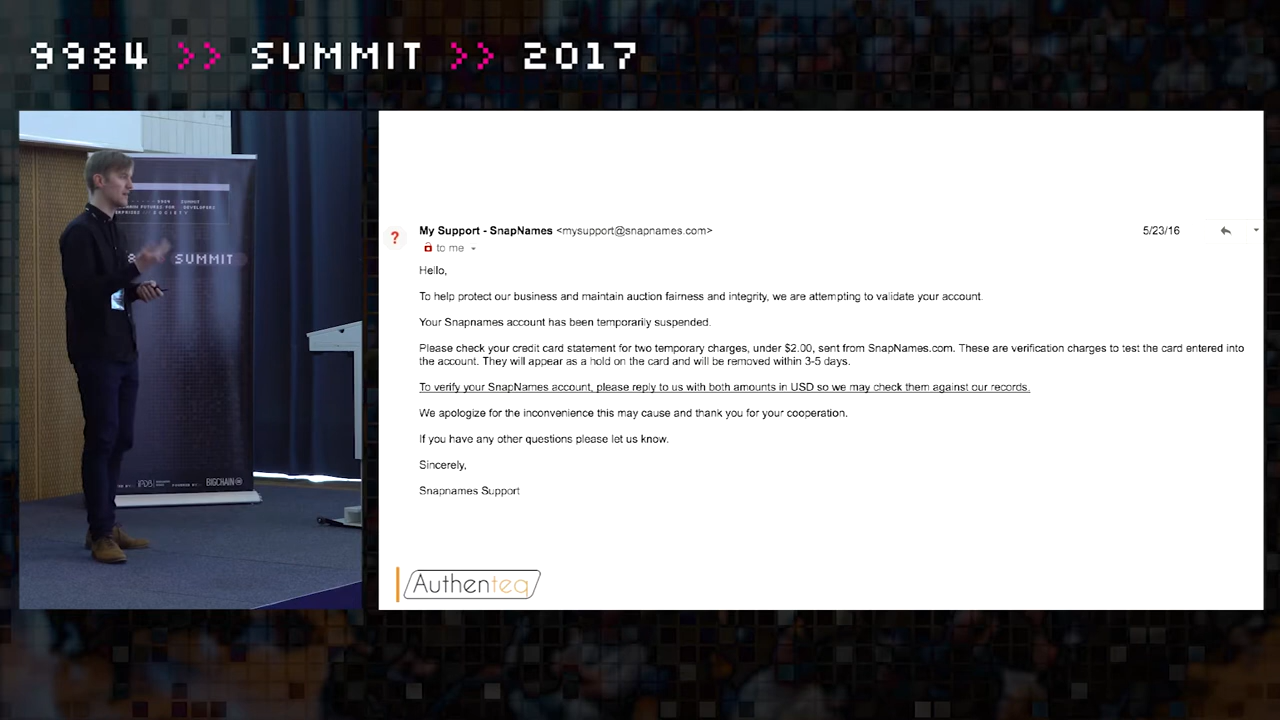 9984 >> SUMMIT >> 2017
SUMMIT
SOCIETY
SUMMIT
IPDB
BIGCHAIN
?
My Support - SnapNames <mysupport@snapnames.com>
5/23/16
to me
Hello,
To help protect our business and maintain auction fairness and integrity, we are attempting to validate your account.
Your Snapnames account has been temporarily suspended.
Please check your credit card statement for two temporary charges, under $2.00, sent from SnapNames.com. These are verification charges to test the card entered into
the account. They will appear as a hold on the card and will be removed within 3-5 days.
To verify your SnapNames account, please reply to us with both amounts in USD so we may check them against our records.
We apologize for the inconvenience this may cause and thank you for your cooperation.
If you have any other questions please let us know.
Sincerely,
Snapnames Support
Authenteq